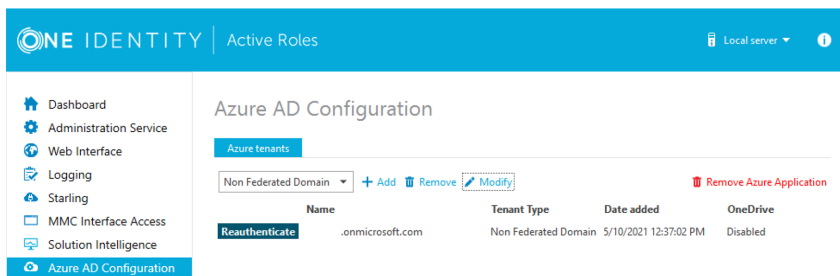 ONE IDENTITY Active Roles Local server
Dashboard
Administration Service
Web Interface
Logging
Starling
MMC Interface Access
Solution Intelligence
Azure AD Configuration
Azure AD Configuration
Azure tenants
Non Federated Domain Add Remove Modify Remove Azure Application
Name Tenant Type Date added OneDrive
Reauthenticate .onmicrosoft.com Non Federated Domain 5/10/2021 12:37:02 PM Disabled